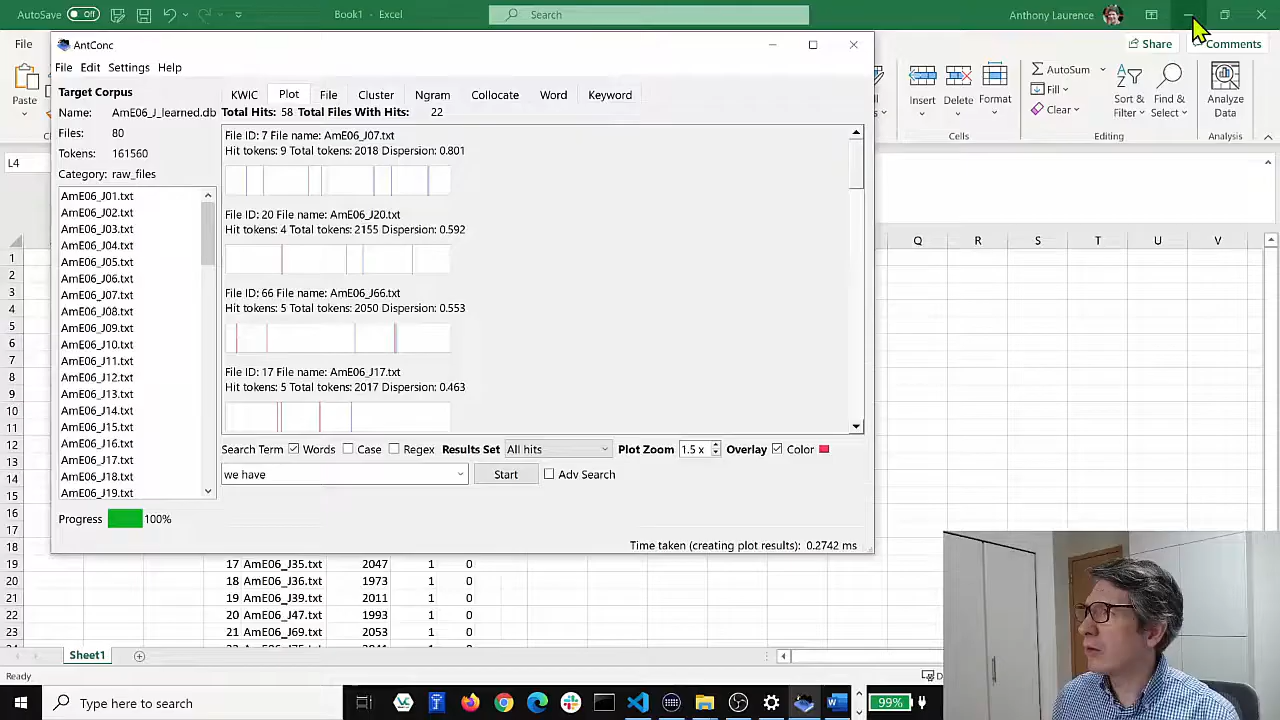 AutoSave
Book1 - Excel
Search
Anthony Laurence
File
Share
Comments
Paste
Insert
Delete
Format
Cells
AutoSum
Fill
Clear
Sort &
Filter
Find &
Select
Editing
Analyze
Data
Analysis
L4
AntConc
File Edit Settings Help
Target Corpus
Name: AmE06_J_learned.db
Files: 80
Tokens: 161560
Category: raw_files
AmE06_J01.txt
AmE06_J02.txt
AmE06_J03.txt
AmE06_J04.txt
AmE06_J05.txt
AmE06_J06.txt
AmE06_J07.txt
AmE06_J08.txt
AmE06_J09.txt
AmE06_J10.txt
AmE06_J11.txt
AmE06_J12.txt
AmE06_J13.txt
AmE06_J14.txt
AmE06_J15.txt
AmE06_J16.txt
AmE06_J17.txt
AmE06_J18.txt
AmE06_J19.txt
Progress 100%
KWIC Plot File Cluster Ngram Collocate Word Keyword
Total Hits: 58 Total Files With Hits: 22
File ID: 7 File name: AmE06_J07.txt
Hit tokens: 9 Total tokens: 2018 Dispersion: 0.801
File ID: 20 File name: AmE06_J20.txt
Hit tokens: 4 Total tokens: 2155 Dispersion: 0.592
File ID: 66 File name: AmE06_J66.txt
Hit tokens: 5 Total tokens: 2050 Dispersion: 0.553
File ID: 17 File name: AmE06_J17.txt
Hit tokens: 5 Total tokens: 2017 Dispersion: 0.463
Search Term Words Case Regex Results Set All hits Plot Zoom 1.5 x Overlay Color
we have Start Adv Search
Time taken (creating plot results): 0.2742 ms
Q R S T U V
1
2
3
4
5
6
7
8
9
10
11
12
13
14
15
16
17
18
19 17 AmE06_J35.txt 2047 1 0
20 18 AmE06_J36.txt 1973 1 0
21 19 AmE06_J39.txt 2011 1 0
22 20 AmE06_J47.txt 1993 1 0
23 21 AmE06_J69.txt 2053 1 0
Sheet1
Ready
Type here to search
99%